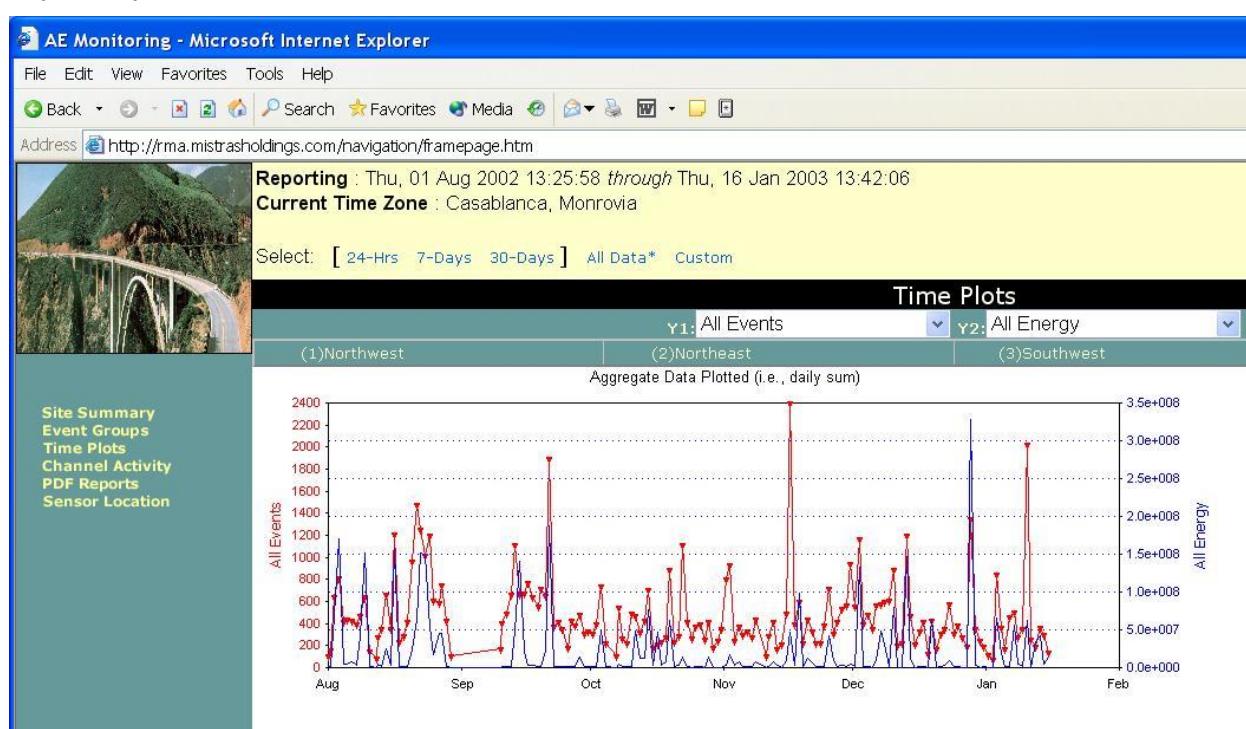 AE Monitoring - Microsoft Internet Explorer
File Edit View Favorites Tools Help
Back Search Favorites Media
Address http://rma.mistrasholdings.com/navigation/framepage.htm
Reporting : Thu, 01 Aug 2002 13:25:58 through Thu, 16 Jan 2003 13:42:06
Current Time Zone : Casablanca, Monrovia
Select: [ 24-Hrs 7-Days 30-Days ] All Data* Custom
Time Plots
Y1: All Events Y2: All Energy
(1)Northwest (2)Northeast (3)Southwest
Site Summary
Event Groups
Time Plots
Channel Activity
PDF Reports
Sensor Location
Aggregate Data Plotted (i.e., daily sum)
All Events
2400
2200
2000
1800
1600
1400
1200
1000
800
600
400
200
0
3.5e+008
3.0e+008
2.5e+008
2.0e+008
1.5e+008
1.0e+008
5.0e+007
0.0e+000
All Energy
Aug Sep Oct Nov Dec Jan Feb